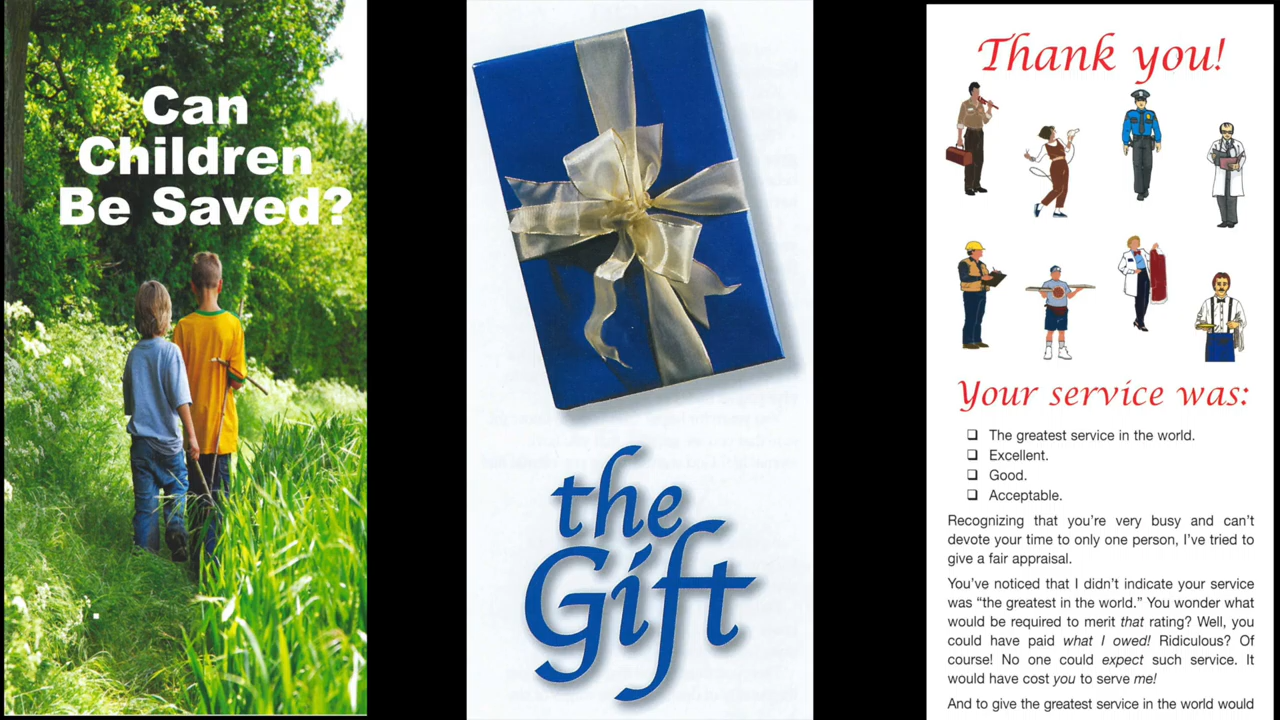 Can
Children
Be Saved?
the
Gift
Thank you!
Your service was:
❑ The greatest service in the world.
❑ Excellent.
❑ Good.
❑ Acceptable.
Recognizing that you're very busy and can't
devote your time to only one person, I've tried to
give a fair appraisal.
You've noticed that I didn't indicate your service
was “the greatest in the world.” You wonder what
would be required to merit that rating? Well, you
could have paid what I owed! Ridiculous? Of
course! No one could expect such service. It
would have cost you to serve me!
And to give the greatest service in the world would